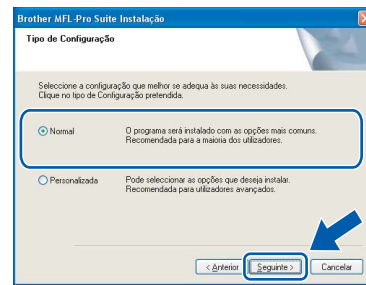 Brother MFL-Pro Suite Instalação
Tipo de Configuração
Seleccione a configuração que melhor se adequa às suas necessidades.
Clique no tipo de Configuração pretendida.
Normal
O programa será instalado com as opções mais comuns.
Recomendada para a maioria dos utilizadores.
Personalizada
Pode seleccionar as opções que deseja instalar.
Recomendada para utilizadores avançados.
< Anterior
Seguinte >
Cancelar